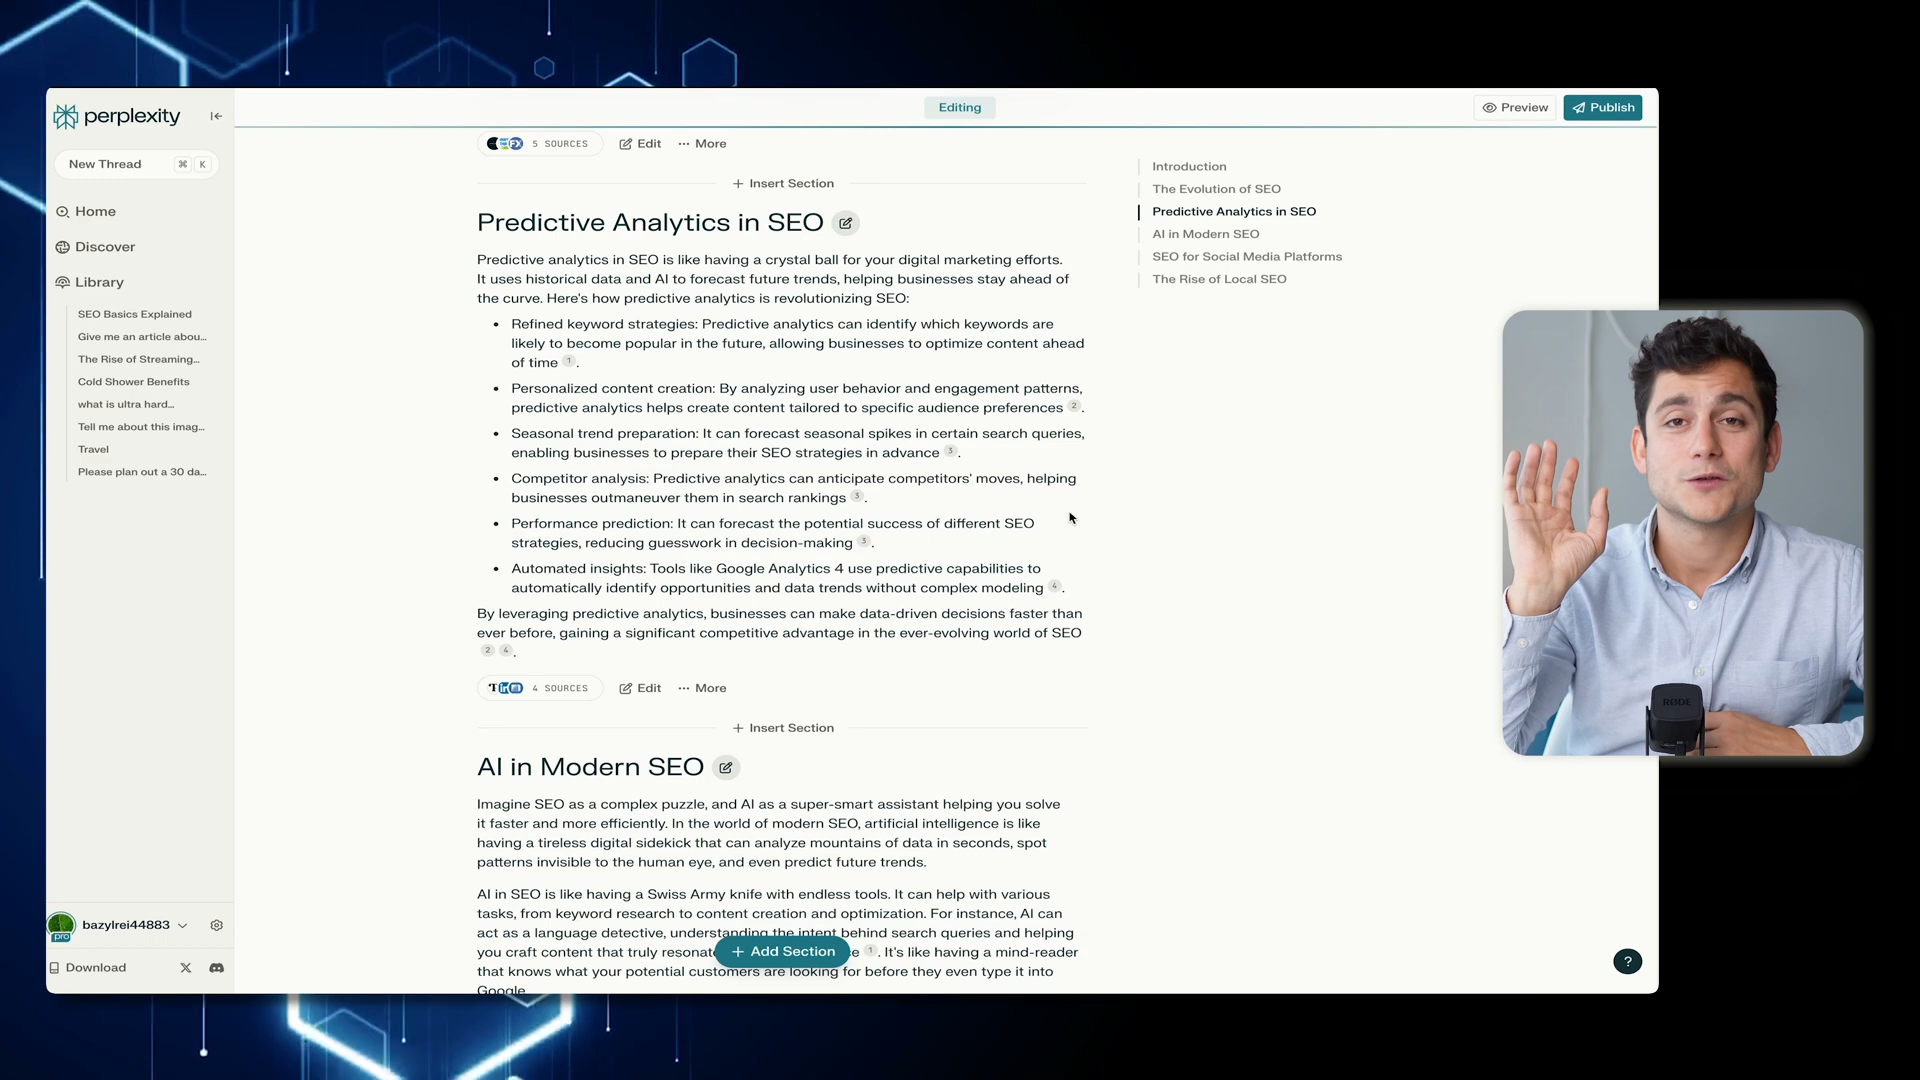 perplexity
New Thread
⌘ K
Home
Discover
Library
SEO Basics Explained
Give me an article abou...
The Rise of Streaming...
Cold Shower Benefits
what is ultra hard...
Tell me about this imag...
Travel
Please plan out a 30 da...
pro
bazylrei44883
Download
Editing
Preview
Publish
FX
5 SOURCES
Edit
··· More
+ Insert Section
Predictive Analytics in SEO
Predictive analytics in SEO is like having a crystal ball for your digital marketing efforts.
It uses historical data and AI to forecast future trends, helping businesses stay ahead of
the curve. Here's how predictive analytics is revolutionizing SEO:
• Refined keyword strategies: Predictive analytics can identify which keywords are
likely to become popular in the future, allowing businesses to optimize content ahead
of time 1.
• Personalized content creation: By analyzing user behavior and engagement patterns,
predictive analytics helps create content tailored to specific audience preferences 2.
• Seasonal trend preparation: It can forecast seasonal spikes in certain search queries,
enabling businesses to prepare their SEO strategies in advance 3.
• Competitor analysis: Predictive analytics can anticipate competitors' moves, helping
businesses outmaneuver them in search rankings 3.
• Performance prediction: It can forecast the potential success of different SEO
strategies, reducing guesswork in decision-making 3.
• Automated insights: Tools like Google Analytics 4 use predictive capabilities to
automatically identify opportunities and data trends without complex modeling 4.
By leveraging predictive analytics, businesses can make data-driven decisions faster than
ever before, gaining a significant competitive advantage in the ever-evolving world of SEO
2 4.
T in
4 SOURCES
Edit
··· More
+ Insert Section
AI in Modern SEO
Imagine SEO as a complex puzzle, and AI as a super-smart assistant helping you solve
it faster and more efficiently. In the world of modern SEO, artificial intelligence is like
having a tireless digital sidekick that can analyze mountains of data in seconds, spot
patterns invisible to the human eye, and even predict future trends.
AI in SEO is like having a Swiss Army knife with endless tools. It can help with various
tasks, from keyword research to content creation and optimization. For instance, AI can
act as a language detective, understanding the intent behind search queries and helping
you craft content that truly resonat
+ Add Section
e 1. It's like having a mind-reader
that knows what your potential customers are looking for before they even type it into
Google.
Introduction
The Evolution of SEO
Predictive Analytics in SEO
AI in Modern SEO
SEO for Social Media Platforms
The Rise of Local SEO
RØDE
?